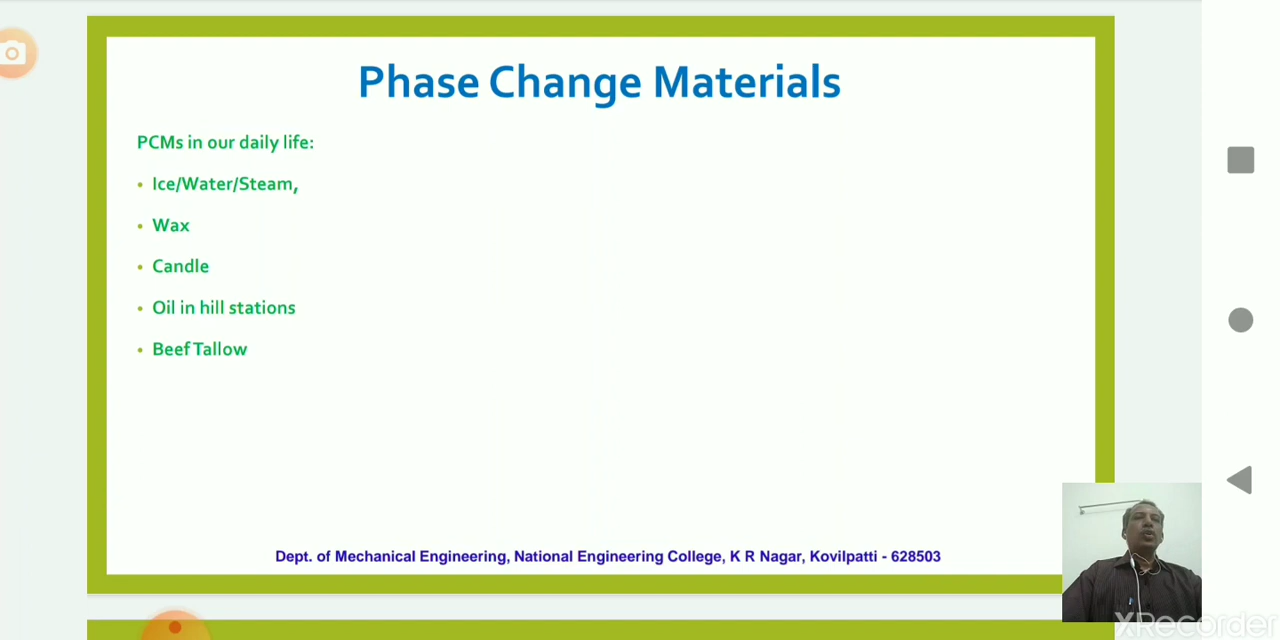 Phase Change Materials
PCMs in our daily life:
• Ice/Water/Steam,
• Wax
• Candle
• Oil in hill stations
• Beef Tallow
Dept. of Mechanical Engineering, National Engineering College, K R Nagar, Kovilpatti - 628503
XRecorder